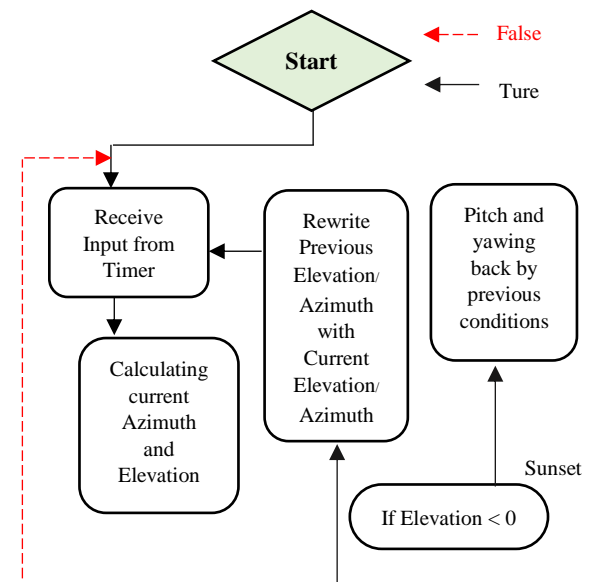 Start
False
Ture
Receive
Input from
Timer
Rewrite
Previous
Elevation/
Azimuth
with
Current
Elevation/
Azimuth
Pitch and
yawing
back by
previous
conditions
Calculating
current
Azimuth
and
Elevation
Sunset
If Elevation < 0